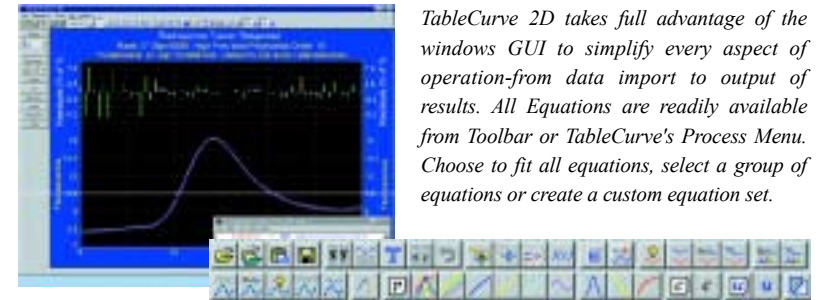 TableCurve 2D takes full advantage of the
windows GUI to simplify every aspect of
operation-from data import to output of
results. All Equations are readily available
from Toolbar or TableCurve's Process Menu.
Choose to fit all equations, select a group of
equations or create a custom equation set.